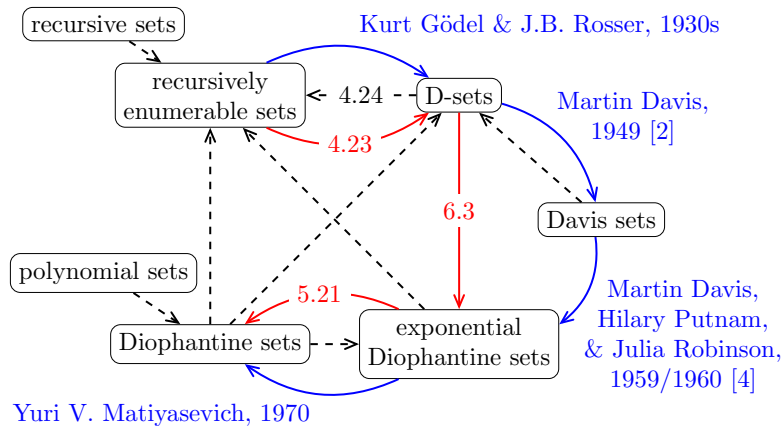 Kurt Gödel & J.B. Rosser, 1930s
recursive sets
recursively
enumerable sets
4.24
D-sets
Martin Davis,
1949 [2]
4.23
6.3
Davis sets
polynomial sets
5.21
Martin Davis,
Hilary Putnam,
& Julia Robinson,
1959/1960 [4]
Diophantine sets
exponential
Diophantine sets
Yuri V. Matiyasevich, 1970